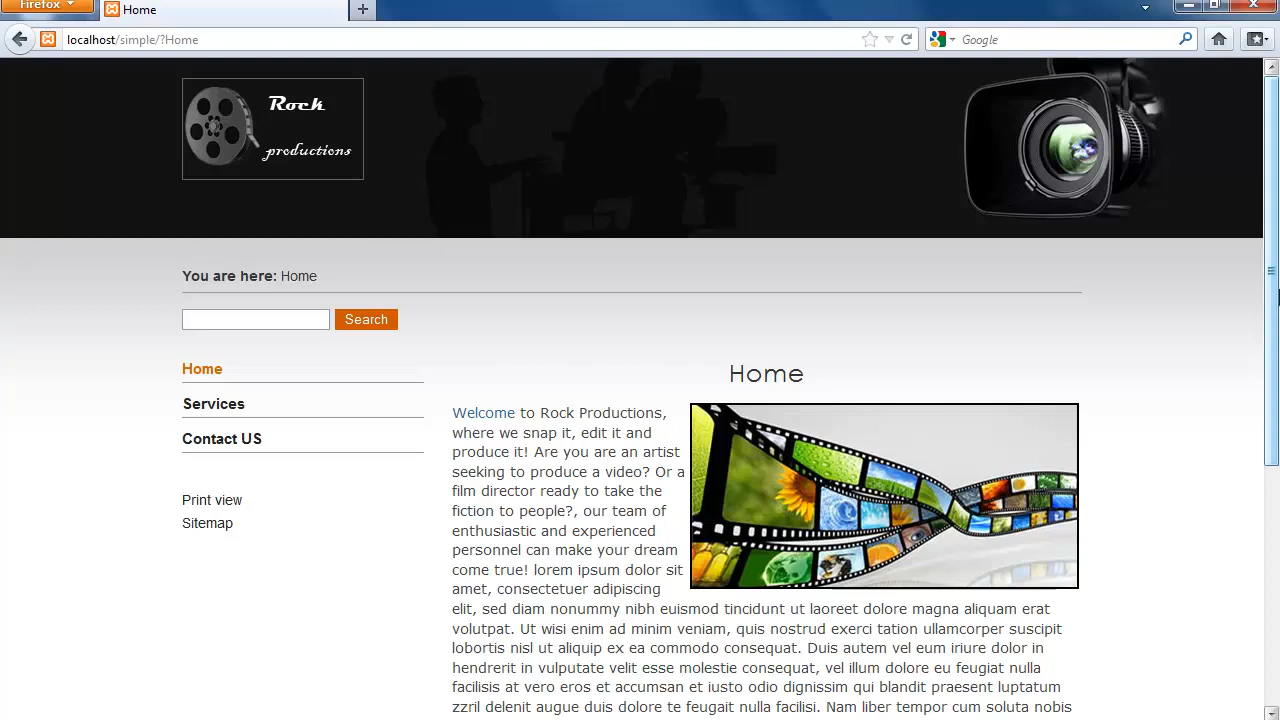 Firefox
Home
localhost/simple/?Home
Google
Rock
productions
You are here: Home
Search
Home
Services
Contact US
Print view
Sitemap
Home
Welcome to Rock Productions,
where we snap it, edit it and
produce it! Are you are an artist
seeking to produce a video? Or a
film director ready to take the
fiction to people?, our team of
enthusiastic and experienced
personnel can make your dream
come true! lorem ipsum dolor sit
amet, consectetuer adipiscing
elit, sed diam nonummy nibh euismod tincidunt ut laoreet dolore magna aliquam erat
volutpat. Ut wisi enim ad minim veniam, quis nostrud exerci tation ullamcorper suscipit
lobortis nisl ut aliquip ex ea commodo consequat. Duis autem vel eum iriure dolor in
hendrerit in vulputate velit esse molestie consequat, vel illum dolore eu feugiat nulla
facilisis at vero eros et accumsan et iusto odio dignissim qui blandit praesent luptatum
zzril delenit augue duis dolore te feugait nulla facilisi. Nam liber tempor cum soluta nobis